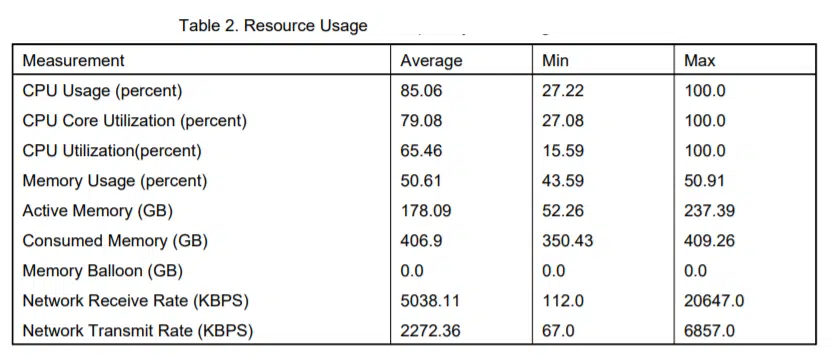 Table 2. Resource Usage
Measurement Average Min Max
CPU Usage (percent) 85.06 27.22 100.0
CPU Core Utilization (percent) 79.08 27.08 100.0
CPU Utilization(percent) 65.46 15.59 100.0
Memory Usage (percent) 50.61 43.59 50.91
Active Memory (GB) 178.09 52.26 237.39
Consumed Memory (GB) 406.9 350.43 409.26
Memory Balloon (GB) 0.0 0.0 0.0
Network Receive Rate (KBPS) 5038.11 112.0 20647.0
Network Transmit Rate (KBPS) 2272.36 67.0 6857.0